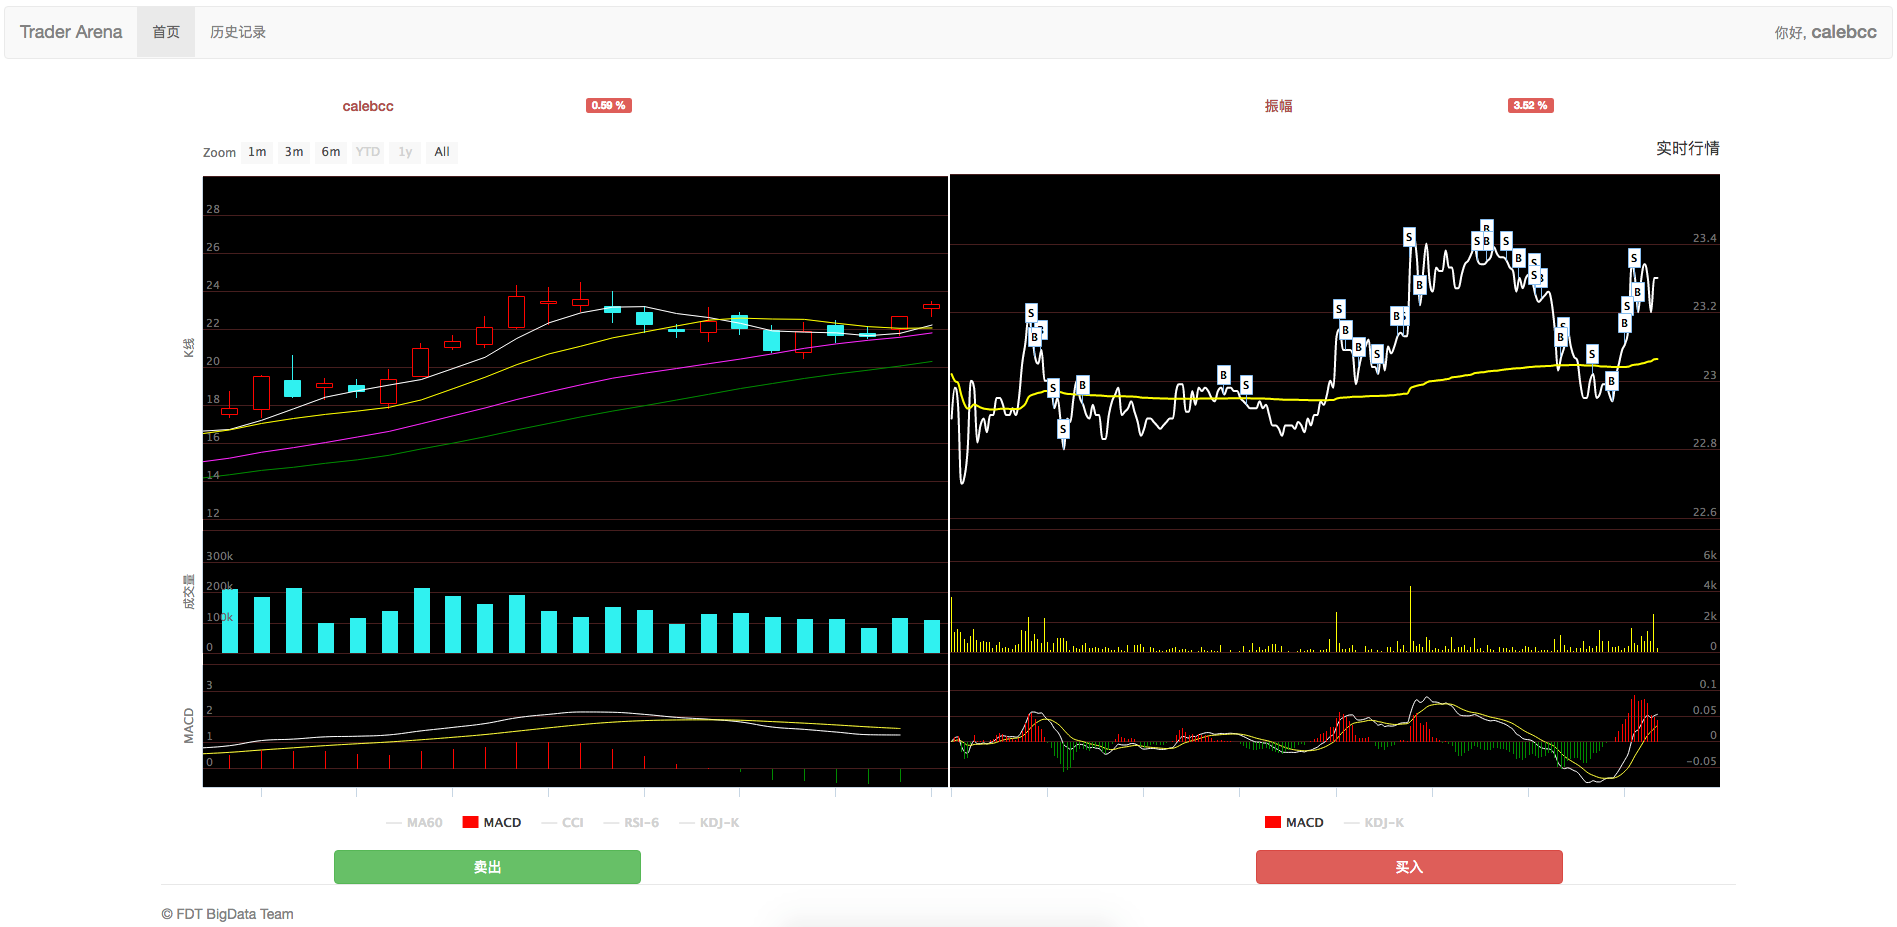 Trader Arena 首页 历史记录 你好, calebcc
calebcc 0.59 % 振幅 3.52 %
Zoom 1m 3m 6m YTD 1y All 实时行情
K线
28
26
24
22
20
18
16
14
12
成交量
300k
200k
100k
0
MACD
3
2
1
0
S
B
B
S
B
S
B
S
S
B
B
S
B
S
S
B
S
B
B
S
B
S
S
B
S
B
S
B
S
B
S
B
23.4
23.2
23
22.8
22.6
6k
4k
2k
0
0.1
0.05
0
-0.05
MA60 MACD CCI RSI-6 KDJ-K
MACD KDJ-K
卖出 买入
© FDT BigData Team